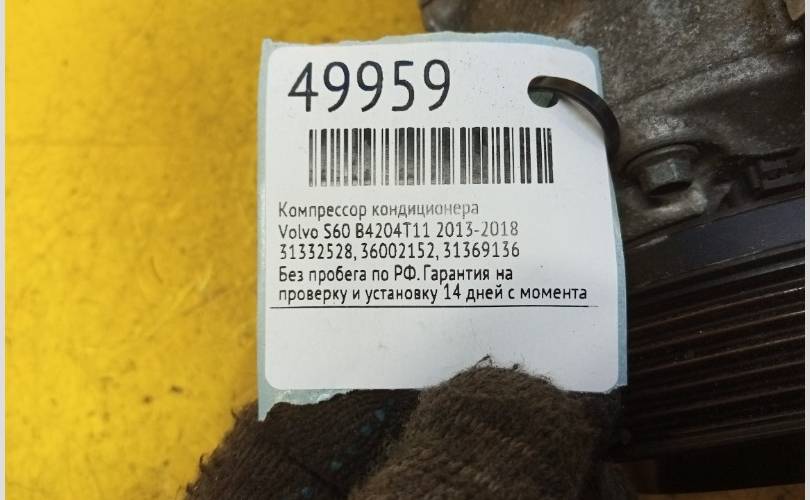 49959
Компрессор кондиционера
Volvo S60 B4204T11 2013-2018
31332528, 36002152, 31369136
Без пробега по РФ. Гарантия на
проверку и установку 14 дней с момента